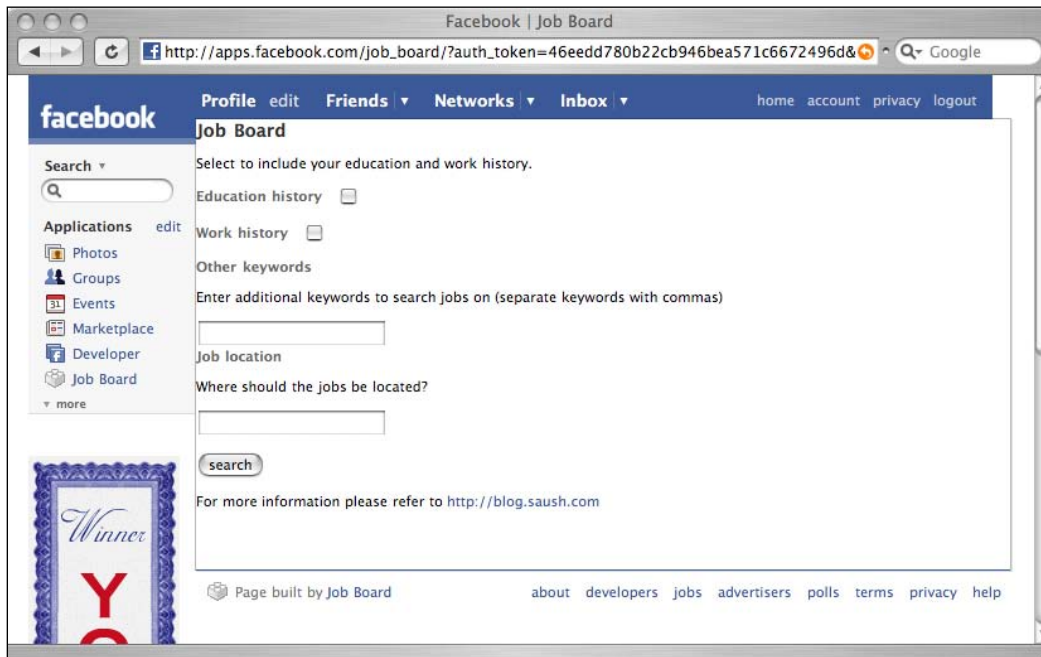 Facebook | Job Board
http://apps.facebook.com/job_board/?auth_token=46eedd780b22cb946bea571c6672496d&
Google
facebook
Profile edit Friends Networks Inbox home account privacy logout
Search
Applications edit
Photos
Groups
31 Events
Marketplace
Developer
Job Board
more
Winner
Y
Job Board
Select to include your education and work history.
Education history
Work history
Other keywords
Enter additional keywords to search jobs on (separate keywords with commas)
Job location
Where should the jobs be located?
search
For more information please refer to http://blog.saush.com
Page built by Job Board
about developers jobs advertisers polls terms privacy help